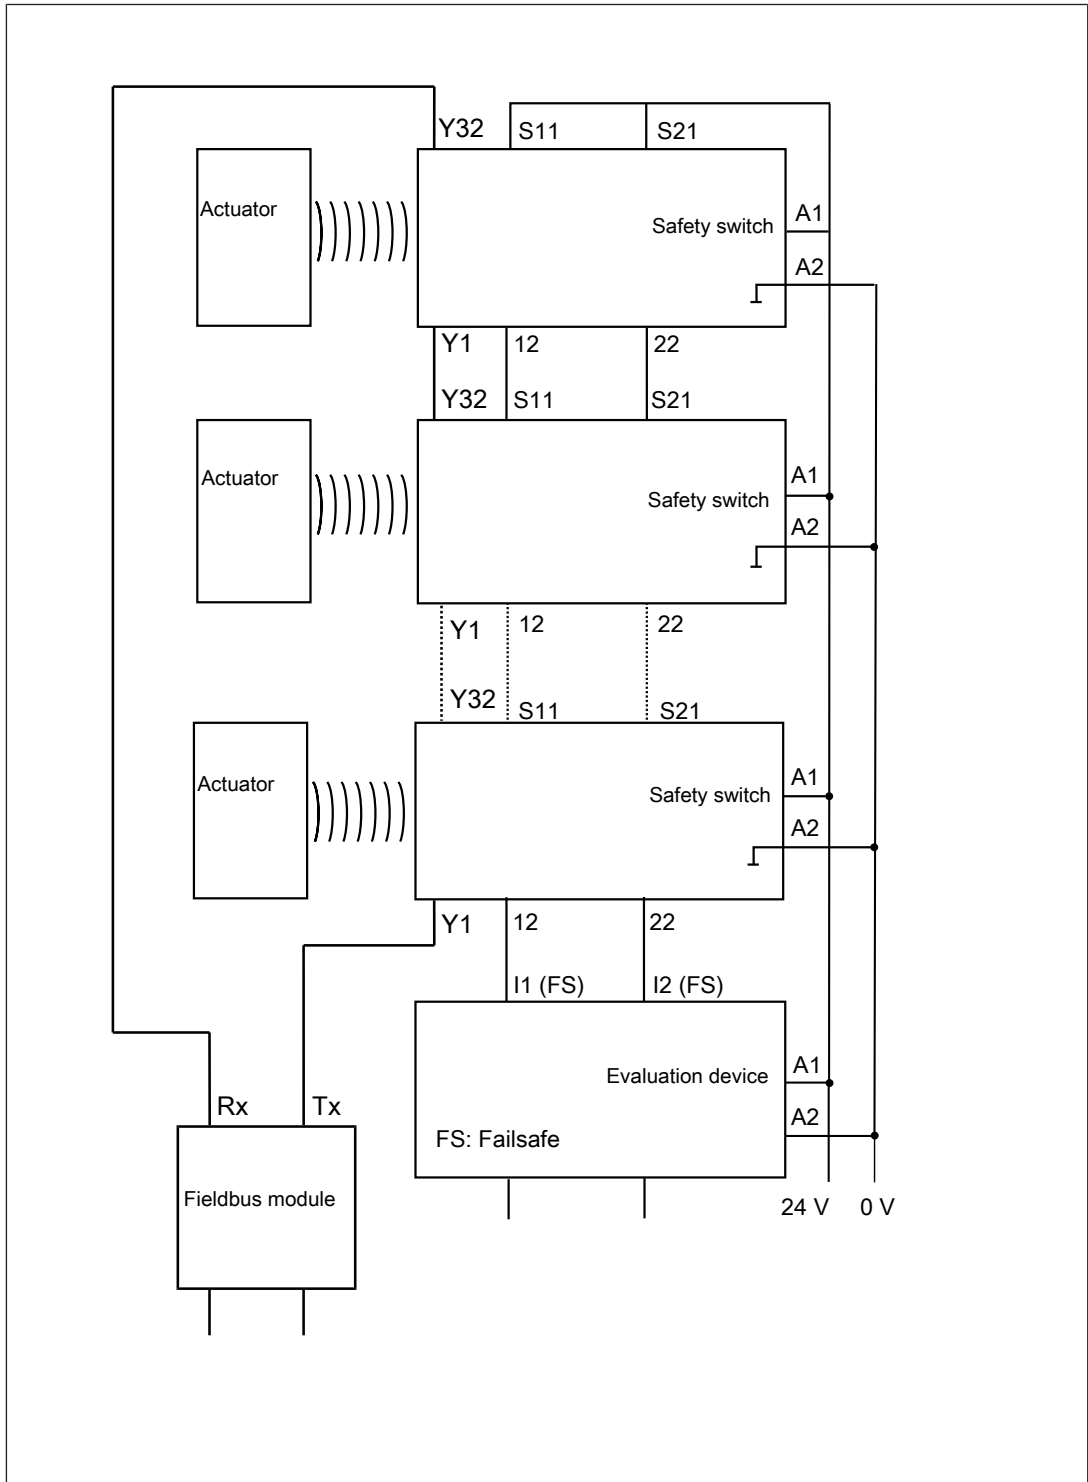 Y32 S11 S21
Actuator
Safety switch
A1
A2
Y1 12 22
Y32 S11 S21
Actuator
Safety switch
A1
A2
Y1 12 22
Y32 S11 S21
Actuator
Safety switch
A1
A2
Y1 12 22
I1 (FS) I2 (FS)
Evaluation device
A1
A2
FS: Failsafe
Rx Tx
Fieldbus module
24 V 0 V